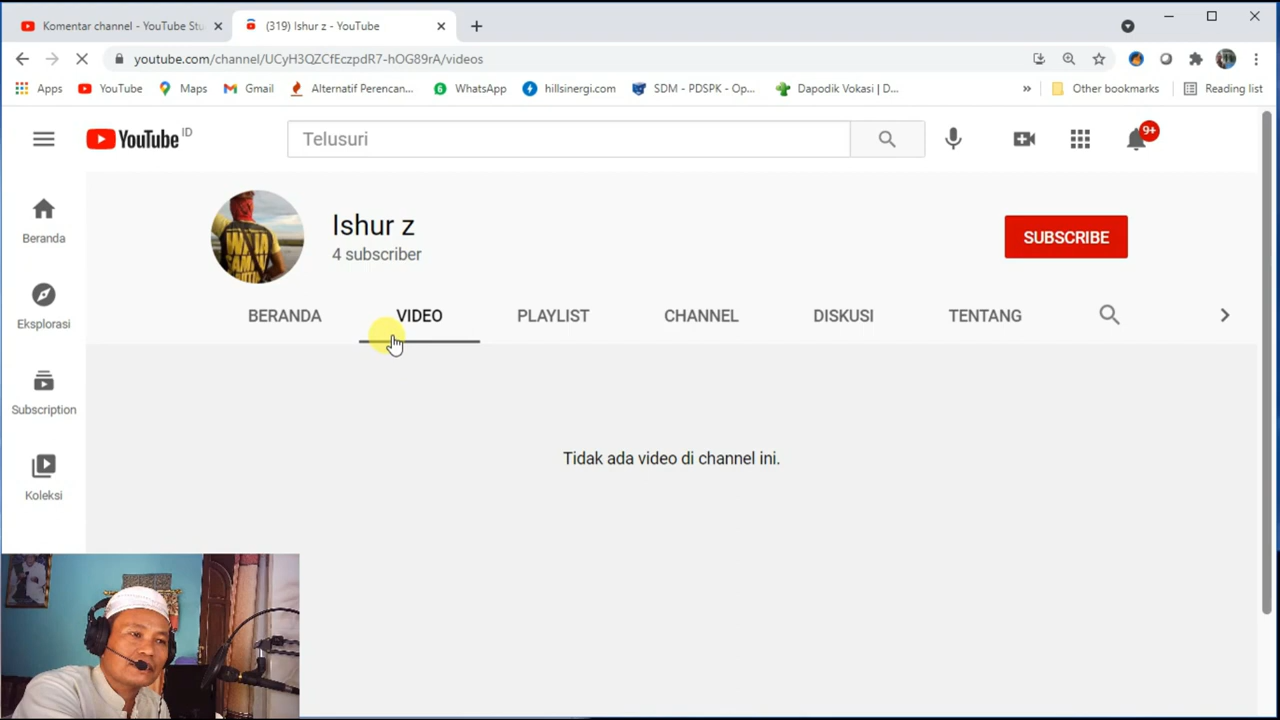 Komentar channel - YouTube Stu
(319) Ishur z - YouTube
youtube.com/channel/UCyH3QZCfEczpdR7-hOG89rA/videos
Apps YouTube Maps Gmail Alternatif Perencan... WhatsApp hillsinergi.com SDM - PDSPK - Op... Dapodik Vokasi | D... » Other bookmarks Reading list
YouTube ID
Telusuri
9+
Beranda
Eksplorasi
Subscription
Koleksi
Ishur z
4 subscriber
SUBSCRIBE
BERANDA VIDEO PLAYLIST CHANNEL DISKUSI TENTANG
Tidak ada video di channel ini.